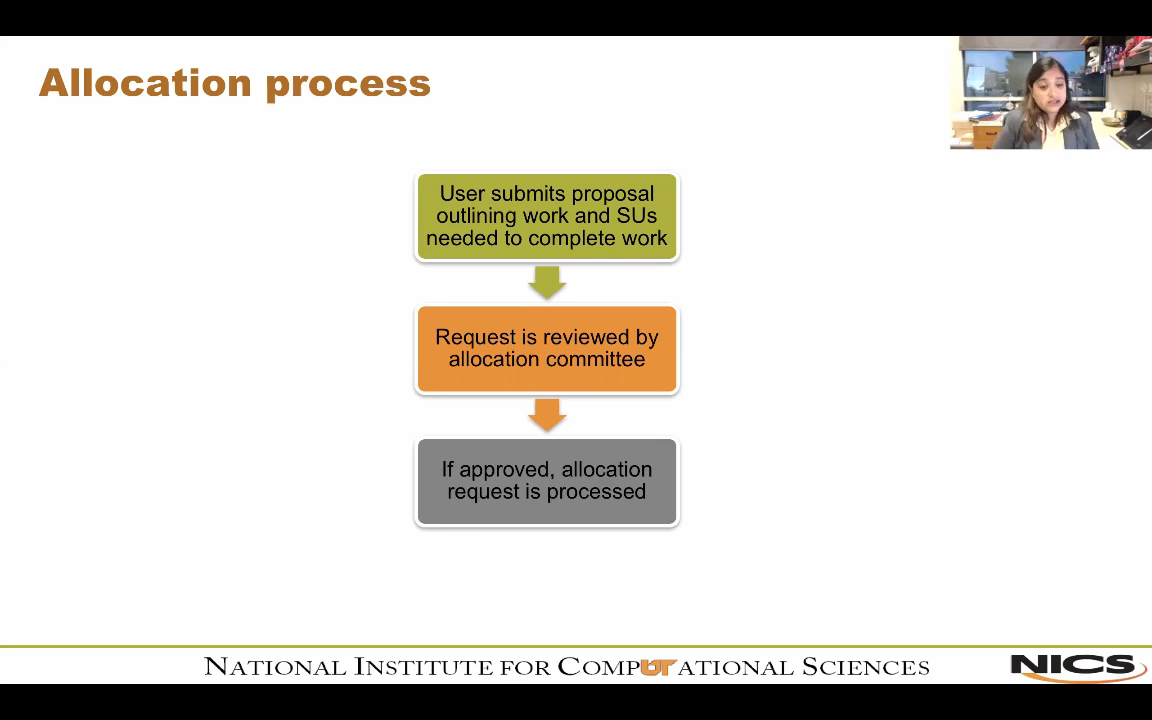 Allocation process
User submits proposal
outlining work and SUs
needed to complete work
Request is reviewed by
allocation committee
If approved, allocation
request is processed
NATIONAL INSTITUTE FOR COMPUTATIONAL SCIENCES
NICS